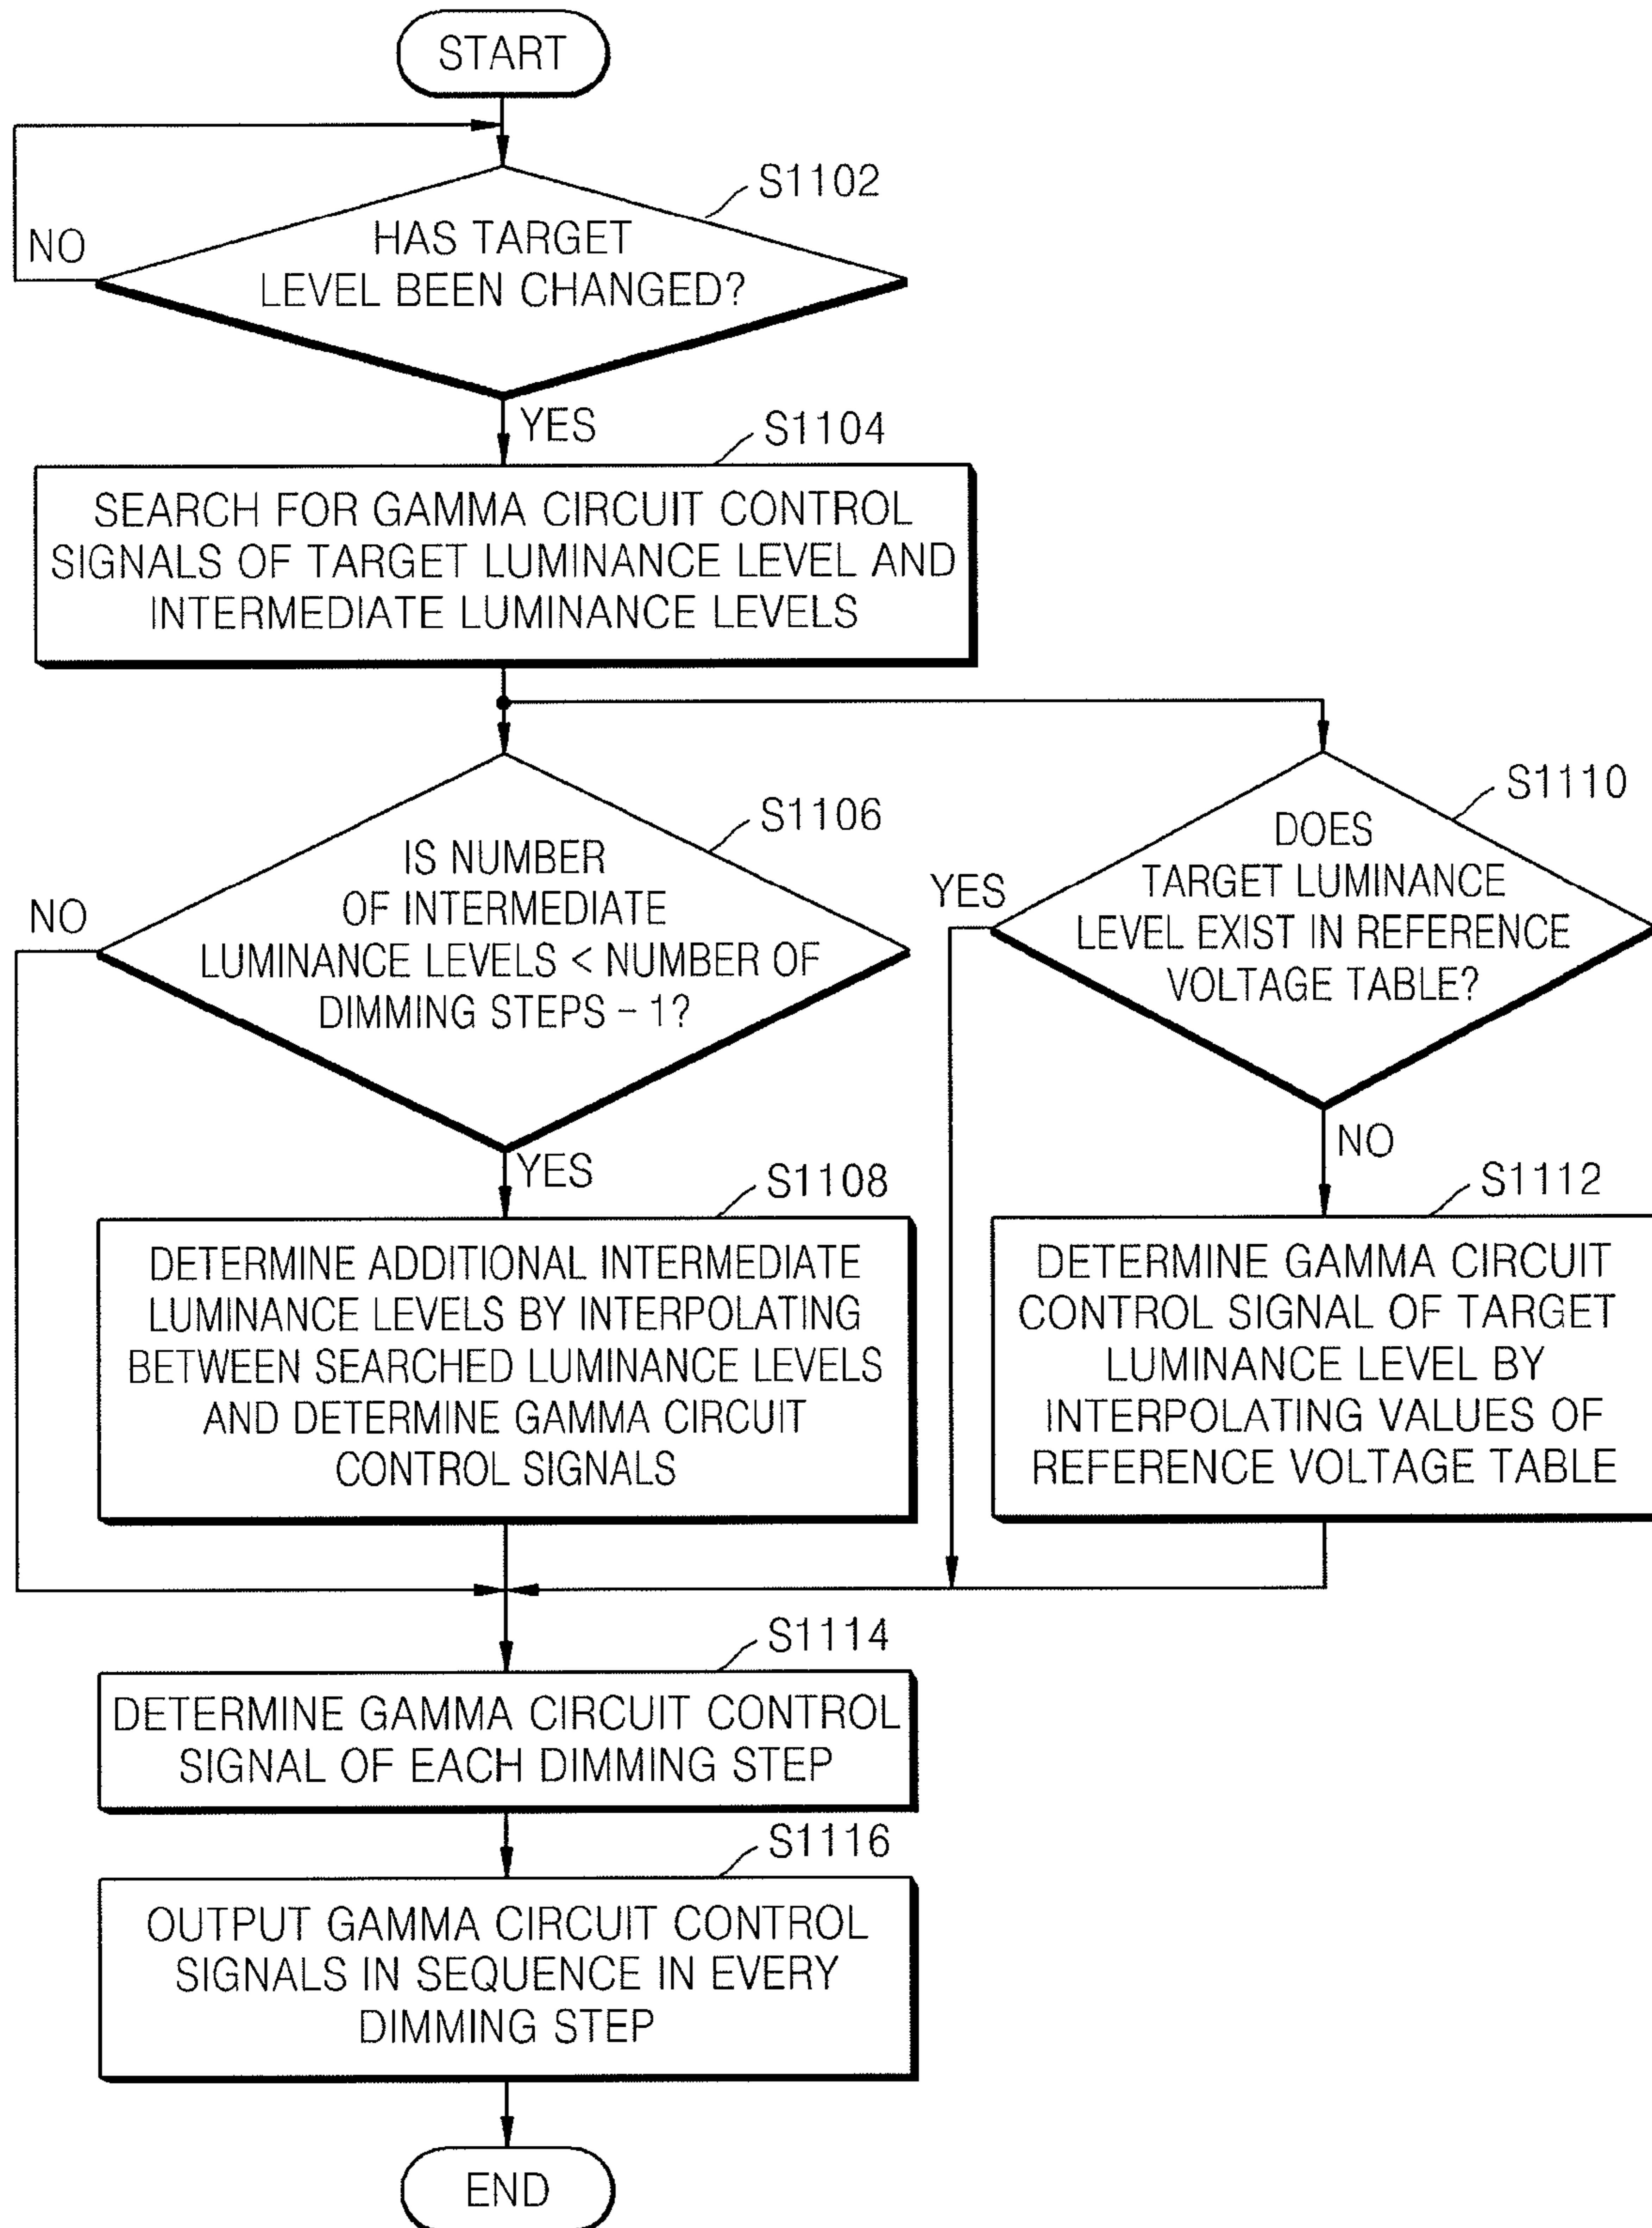 START
S1102
HAS TARGET
LEVEL BEEN CHANGED?
NO
YES
S1104
SEARCH FOR GAMMA CIRCUIT CONTROL
SIGNALS OF TARGET LUMINANCE LEVEL AND
INTERMEDIATE LUMINANCE LEVELS
S1106
IS NUMBER
OF INTERMEDIATE
LUMINANCE LEVELS < NUMBER OF
DIMMING STEPS – 1?
NO
YES
S1110
DOES
TARGET LUMINANCE
LEVEL EXIST IN REFERENCE
VOLTAGE TABLE?
YES
NO
S1108
DETERMINE ADDITIONAL INTERMEDIATE
LUMINANCE LEVELS BY INTERPOLATING
BETWEEN SEARCHED LUMINANCE LEVELS
AND DETERMINE GAMMA CIRCUIT
CONTROL SIGNALS
S1112
DETERMINE GAMMA CIRCUIT
CONTROL SIGNAL OF TARGET
LUMINANCE LEVEL BY
INTERPOLATING VALUES OF
REFERENCE VOLTAGE TABLE
S1114
DETERMINE GAMMA CIRCUIT CONTROL
SIGNAL OF EACH DIMMING STEP
S1116
OUTPUT GAMMA CIRCUIT CONTROL
SIGNALS IN SEQUENCE IN EVERY
DIMMING STEP
END